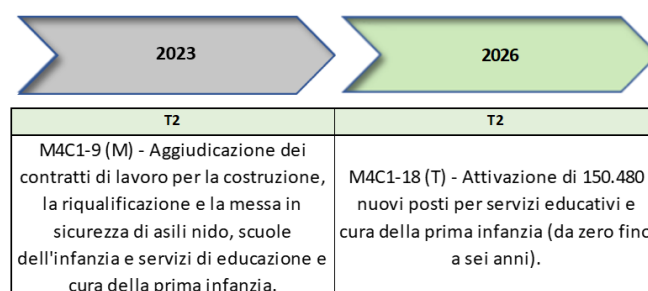 2023
2026
T2
T2
M4C1-9 (M) - Aggiudicazione dei
contratti di lavoro per la costruzione,
la riqualificazione e la messa in
sicurezza di asili nido, scuole
dell'infanzia e servizi di educazione e
cura della prima infanzia.
M4C1-18 (T) - Attivazione di 150.480
nuovi posti per servizi educativi e
cura della prima infanzia (da zero fino
a sei anni).